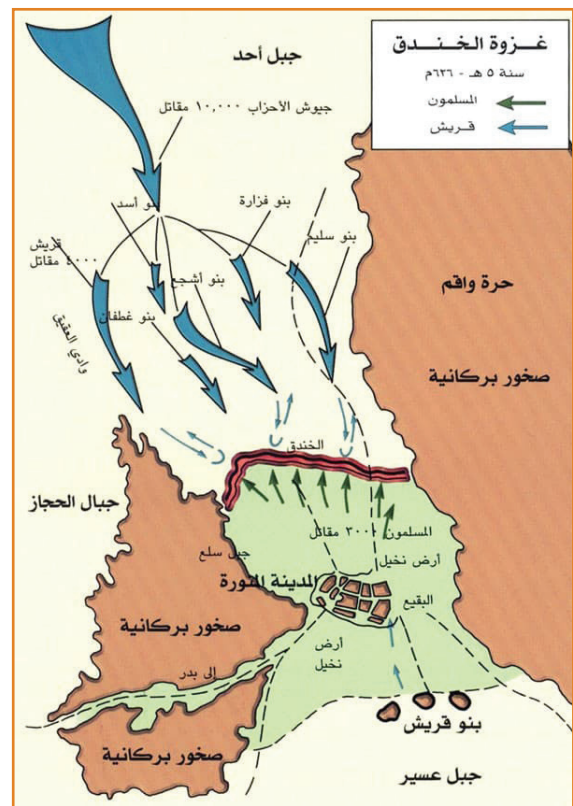 غـزوة الخـنـدق
سنة ٥ هـ - ٦٢٦م
المسلمون
قـريش
جبل أحد
جيوش الأحزاب ١٠,٠٠٠ مقاتل
بنو أسد
بنو فزارة
بنو سليم
قريش
٤٠٠٠ مقاتل
بنو أشجع
بنو غطفان
وادي العقيق
حرة واقم
صخور بركانية
الخندق
جبال الحجاز
المسلمون ٣٠٠٠ مقاتل
جبل سلع
أرض نخيل
المدينة المنورة
البقيع
صخور بركانية
أرض
نخيل
إلى بدر
بنو قريش
صخور بركانية
جبل عسير